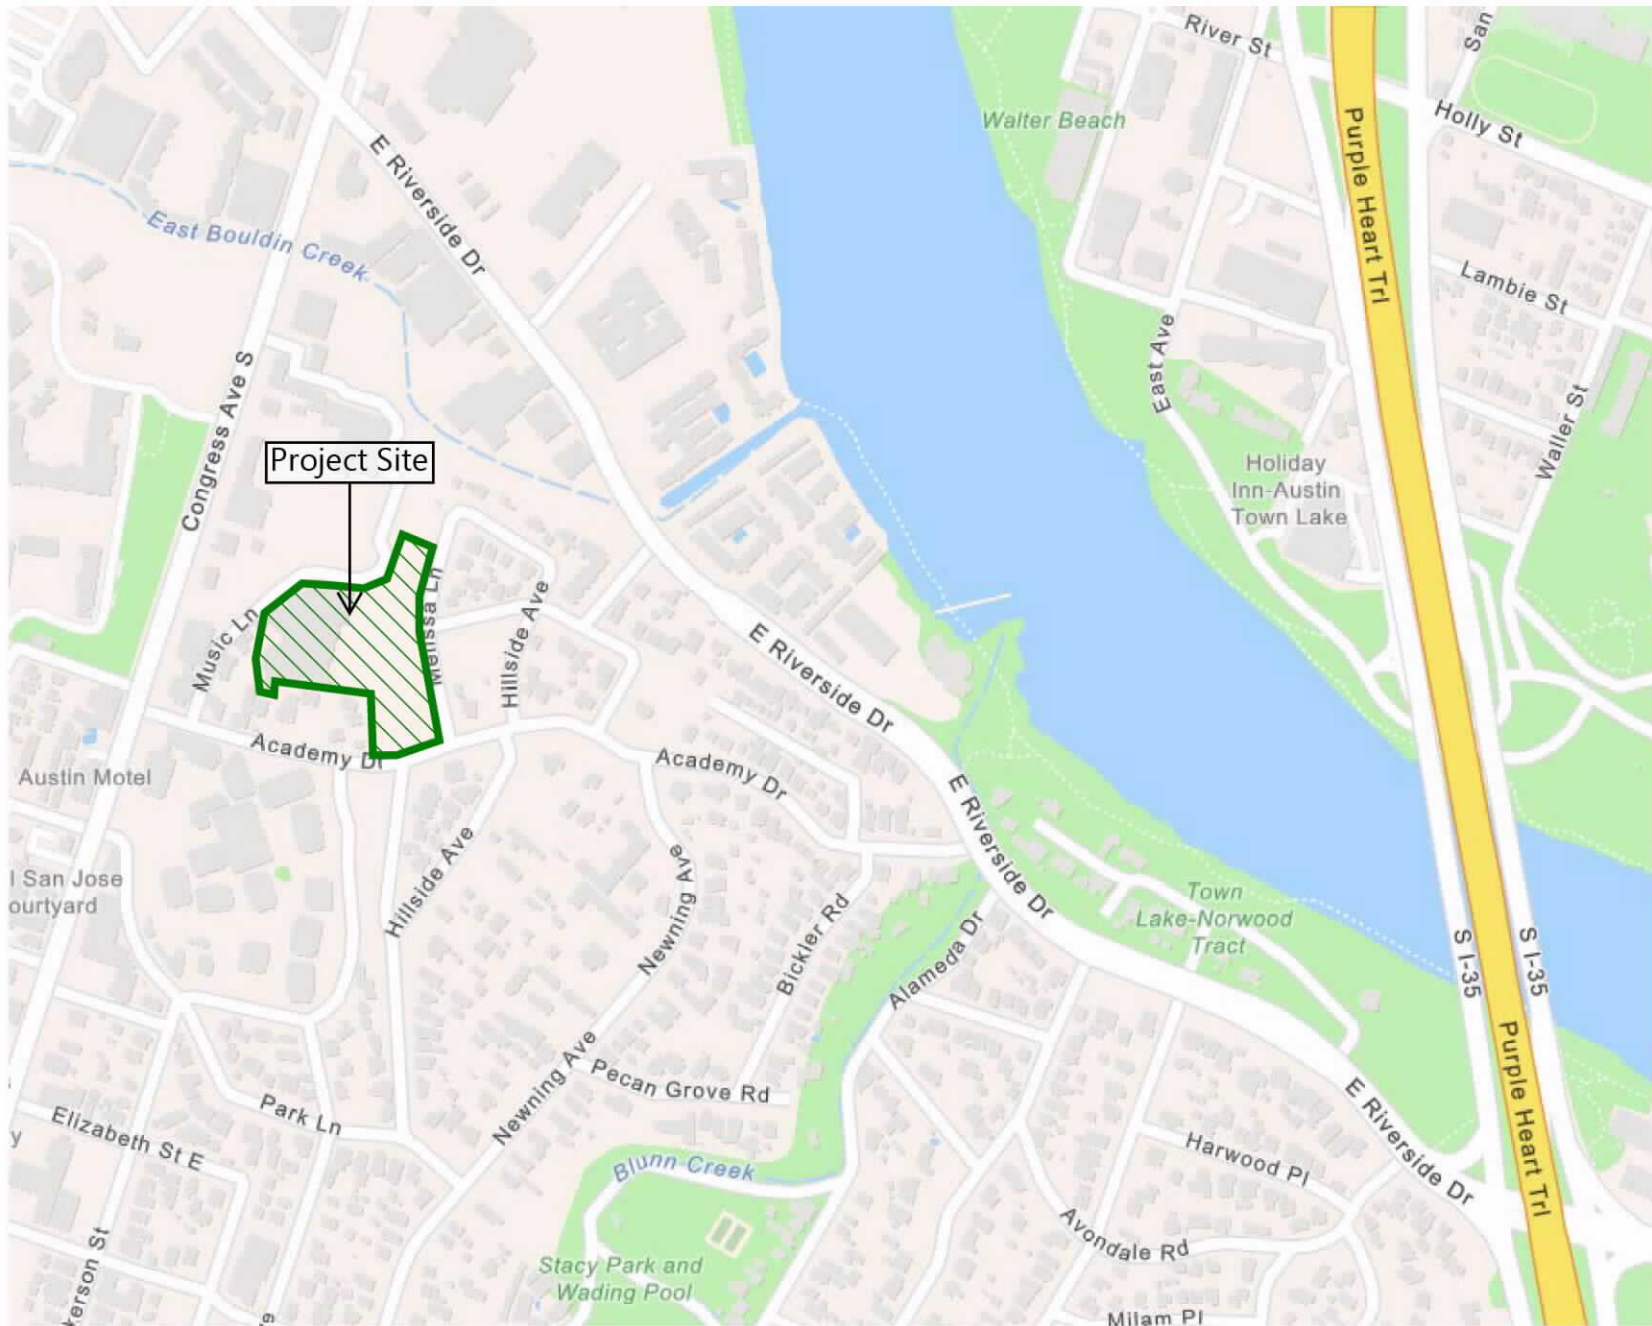 River St
San
Holly St
Walter Beach
E Riverside Dr
Purple Heart Trl
East Bouldin Creek
Lambie St
East Ave
Congress Ave S
Waller St
Project Site
Holiday
Inn-Austin
Town Lake
Music Ln
Melissa Ln
Hillside Ave
E Riverside Dr
Academy Dr
Academy Dr
Austin Motel
E Riverside Dr
Hillside Ave
Newning Ave
l San Jose
ourtyard
Bickler Rd
Alameda Dr
Town
Lake-Norwood
Tract
S I-35
S I-35
Newning Ave
Pecan Grove Rd
Purple Heart Trl
E Riverside Dr
Park Ln
Elizabeth St E
y
Blunn Creek
Harwood Pl
Avondale Rd
Stacy Park and
Wading Pool
kerson St
Milam Pl